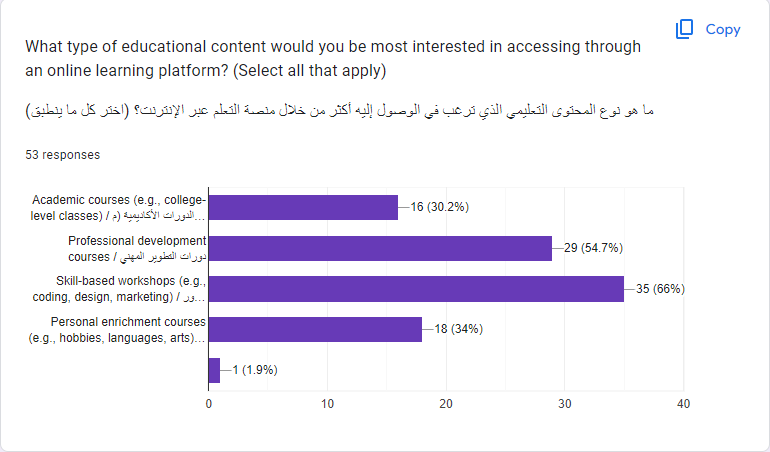 Copy
What type of educational content would you be most interested in accessing through
an online learning platform? (Select all that apply)
ما هو نوع المحتوى التعليمي الذي ترغب في الوصول إليه أكثر من خلال منصة التعلم عبر الإنترنت؟ (اختر كل ما ينطبق)
53 responses
Academic courses (e.g., college-
level classes) / الدورات الأكاديمية (م...
16 (30.2%)
Professional development
courses / دورات التطوير المهني
29 (54.7%)
Skill-based workshops (e.g.,
coding, design, marketing) / ور...
35 (66%)
Personal enrichment courses
(e.g., hobbies, languages, arts)...
18 (34%)
1 (1.9%)
0 10 20 30 40